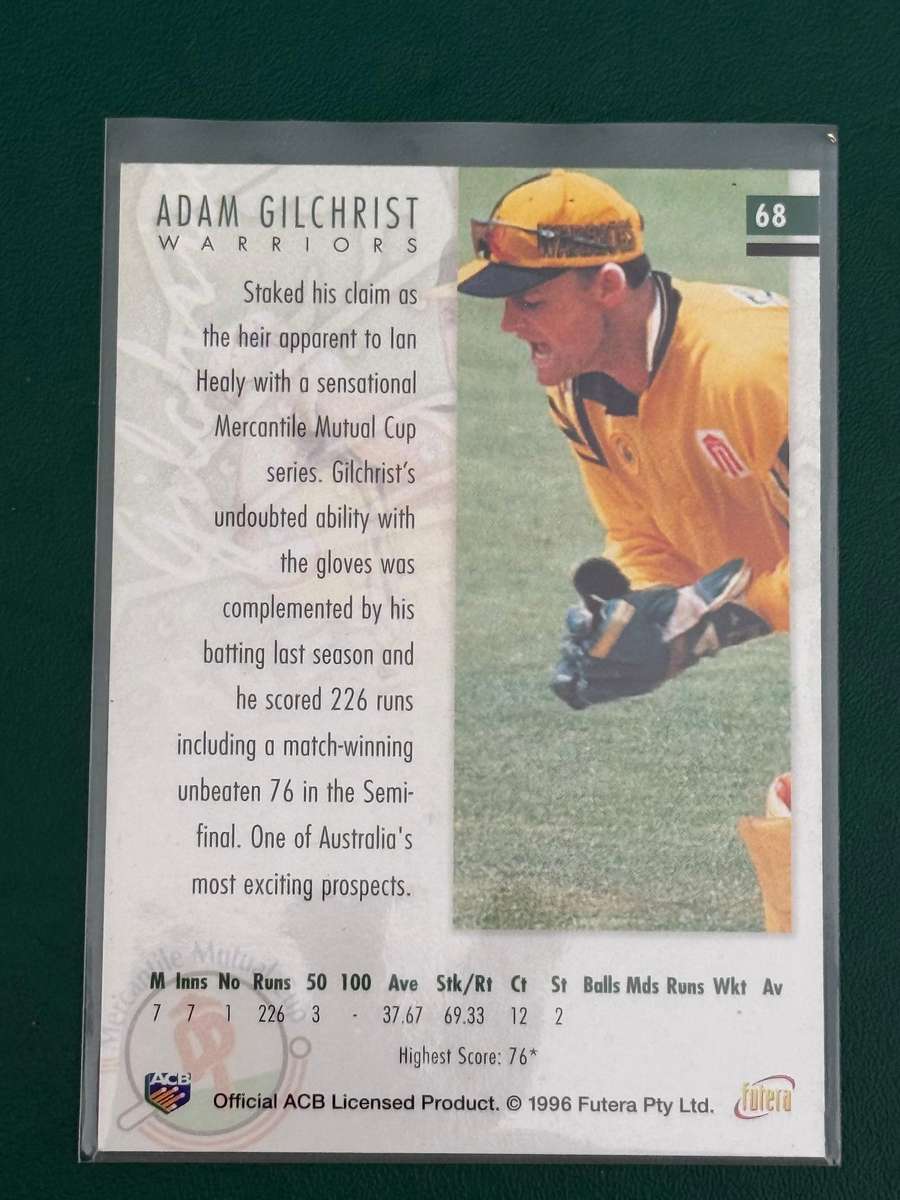 ADAM GILCHRIST
WARRIORS
68
Staked his claim as
the heir apparent to Ian
Healy with a sensational
Mercantile Mutual Cup
series. Gilchrist's
undoubted ability with
the gloves was
complemented by his
batting last season and
he scored 226 runs
including a match-winning
unbeaten 76 in the Semi-
final. One of Australia's
most exciting prospects.
WARRIORS
Mercantile Mutual Cup
M Inns No Runs 50 100 Ave Stk/Rt Ct St Balls Mds Runs Wkt Av
7 7 1 226 3 - 37.67 69.33 12 2
Highest Score: 76*
ACB
Official ACB Licensed Product. © 1996 Futera Pty Ltd.
futera